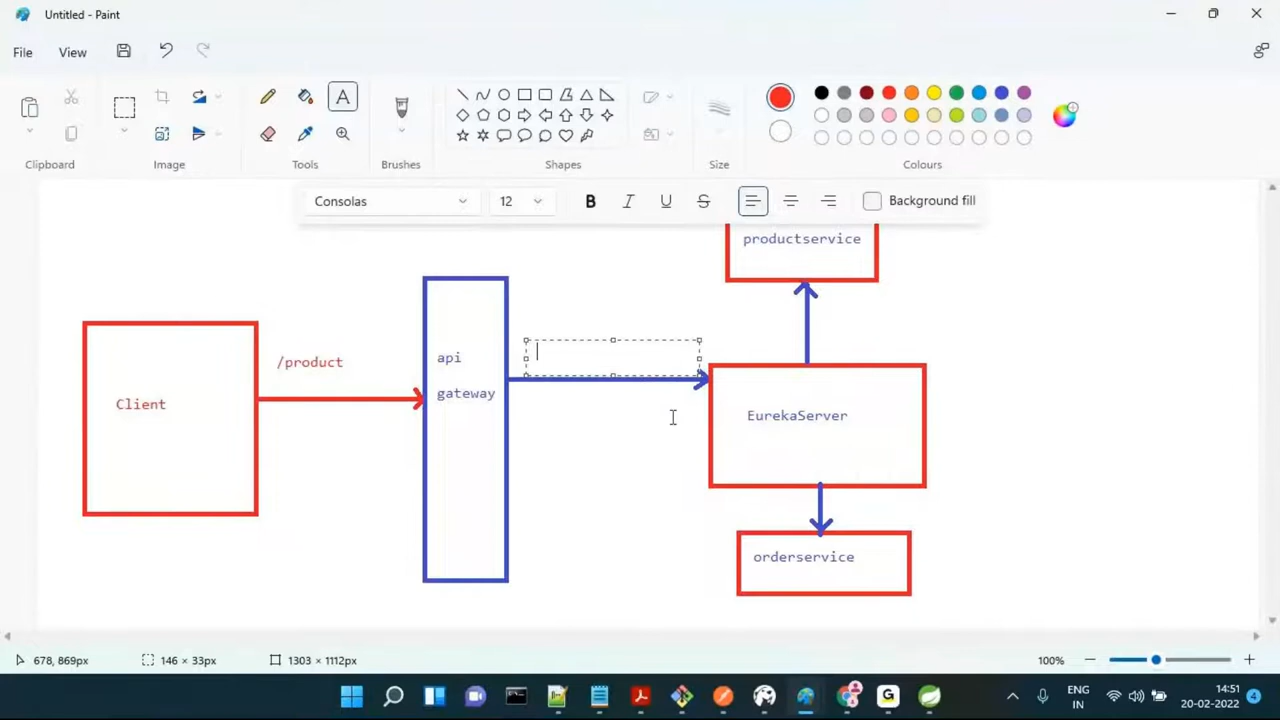 Untitled - Paint
File
View
Clipboard
Image
Tools
Brushes
Shapes
Size
Colours
Consolas
12
B
I
U
S
Background fill
productservice
/product
api
gateway
Client
EurekaServer
orderservice
678, 869px
146 × 33px
1303 × 1112px
100%
ENG
IN
14:51
20-02-2022
4